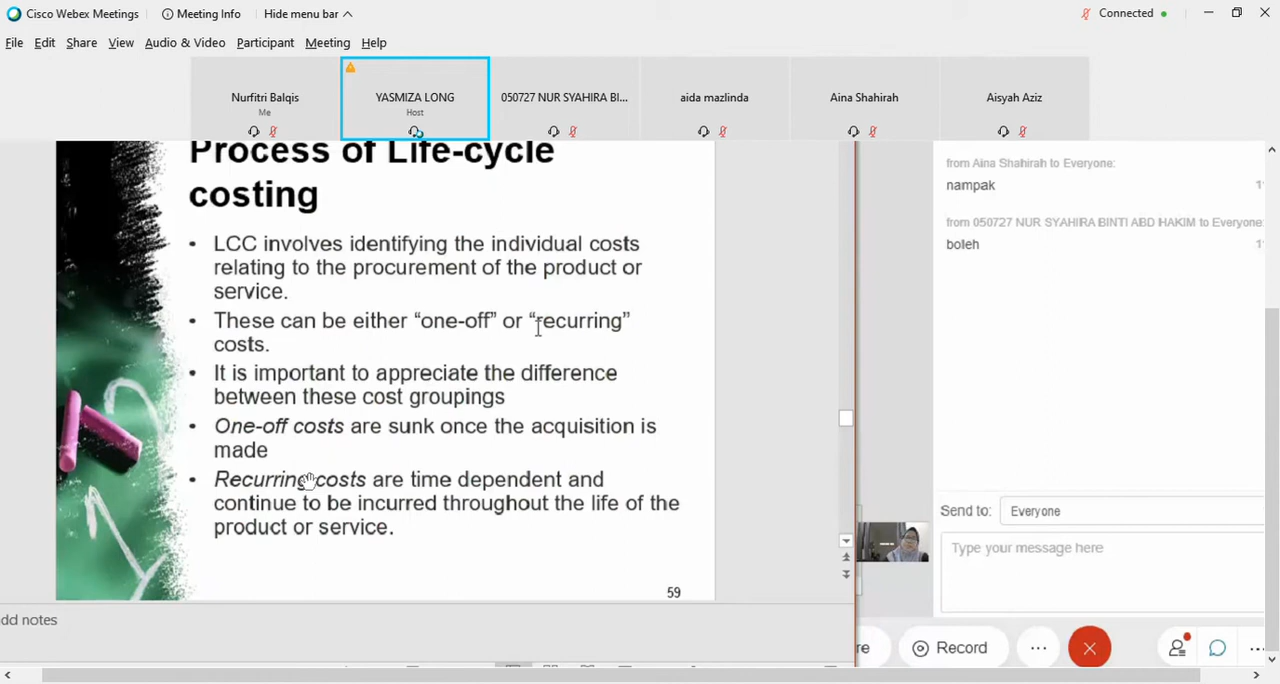 Cisco Webex Meetings
Meeting Info
Hide menu bar
Connected
File Edit Share View Audio & Video Participant Meeting Help
Nurfitri Balqis
Me
YASMIZA LONG
Host
050727 NUR SYAHIRA BI...
aida mazlinda
Aina Shahirah
Aisyah Aziz
Process of Life-cycle
costing
• LCC involves identifying the individual costs
relating to the procurement of the product or
service.
• These can be either “one-off” or “recurring”
costs.
• It is important to appreciate the difference
between these cost groupings
• One-off costs are sunk once the acquisition is
made
• Recurring costs are time dependent and
continue to be incurred throughout the life of the
product or service.
59
dd notes
from Aina Shahirah to Everyone:
nampak
from 050727 NUR SYAHIRA BINTI ABD HAKIM to Everyone:
boleh
Send to: Everyone
Type your message here
re
Record